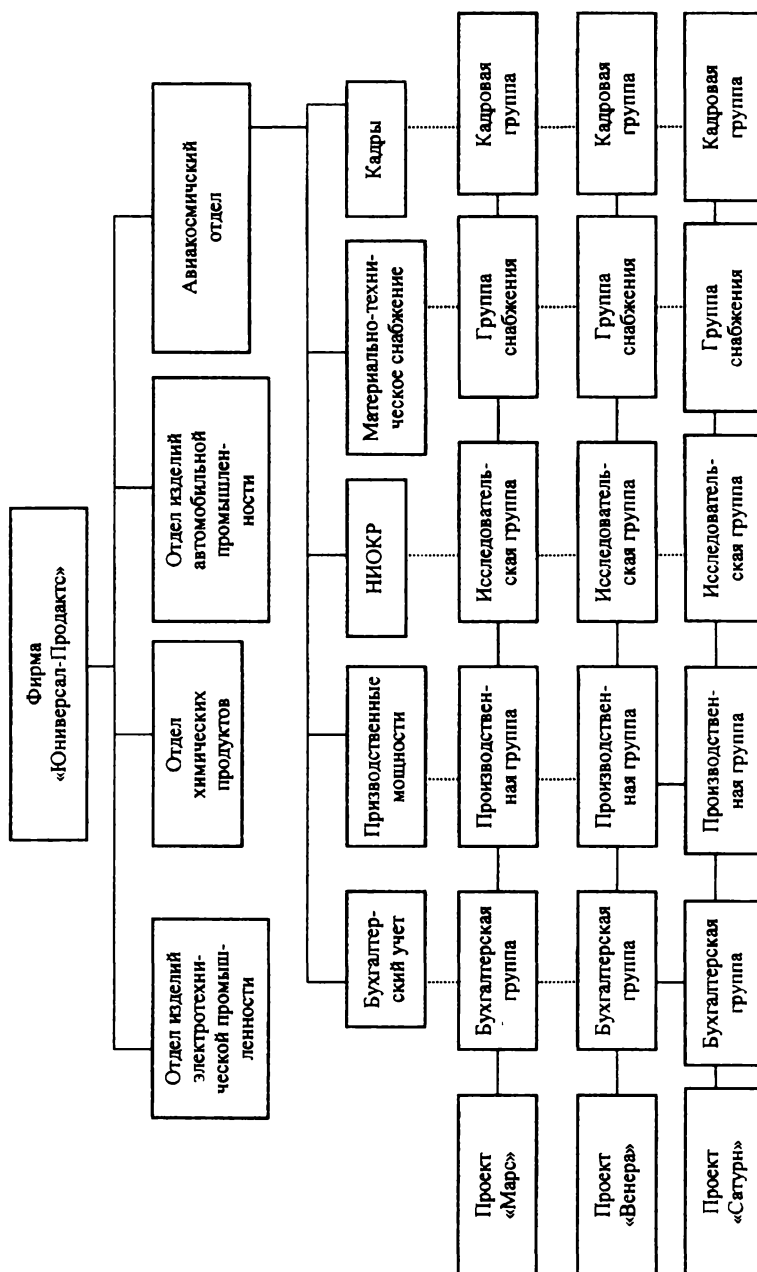 Фирма
«Юниверсал-Продактс»
Отдел изделий
электротехни-
ческой промыш-
ленности
Отдел
химических
продуктов
Отдел изделий
автомобильной
промышлен-
ности
Авиакосмичский
отдел
Бухгалтер-
ский учет
Призводственные
мощности
НИОКР
Материально-техни-
ческое снабжение
Кадры
Проект
«Марс»
Бухгалтерская
группа
Производствен-
ная группа
Исследователь-
ская группа
Группа
снабжения
Кадровая
группа
Проект
«Венера»
Бухгалтерская
группа
Производствен-
ная группа
Исследователь-
ская группа
Группа
снабжения
Кадровая
группа
Проект
«Сатурн»
Бухгалтерская
группа
Производствен-
ная группа
Исследователь-
ская группа
Группа
снабжения
Кадровая
группа